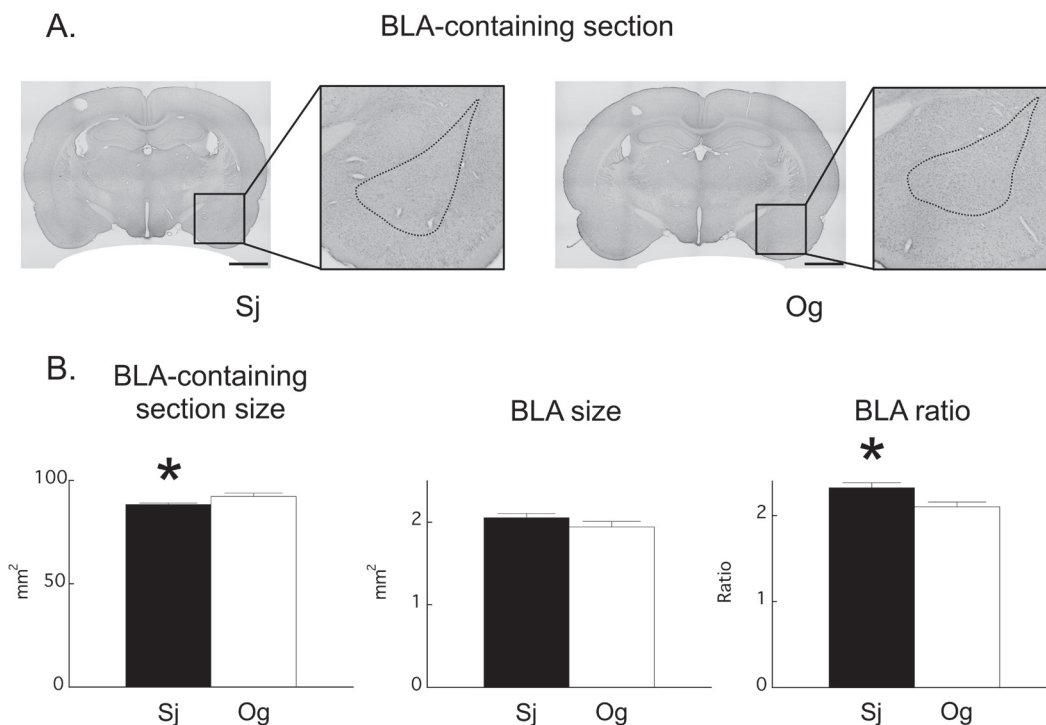 A.
BLA-containing section
Sj
Og
B.
BLA-containing
section size
BLA size
BLA ratio
*
*
100
50
0
mm²
Sj
Og
2
1
0
mm²
Sj
Og
2
1
0
Ratio
Sj
Og